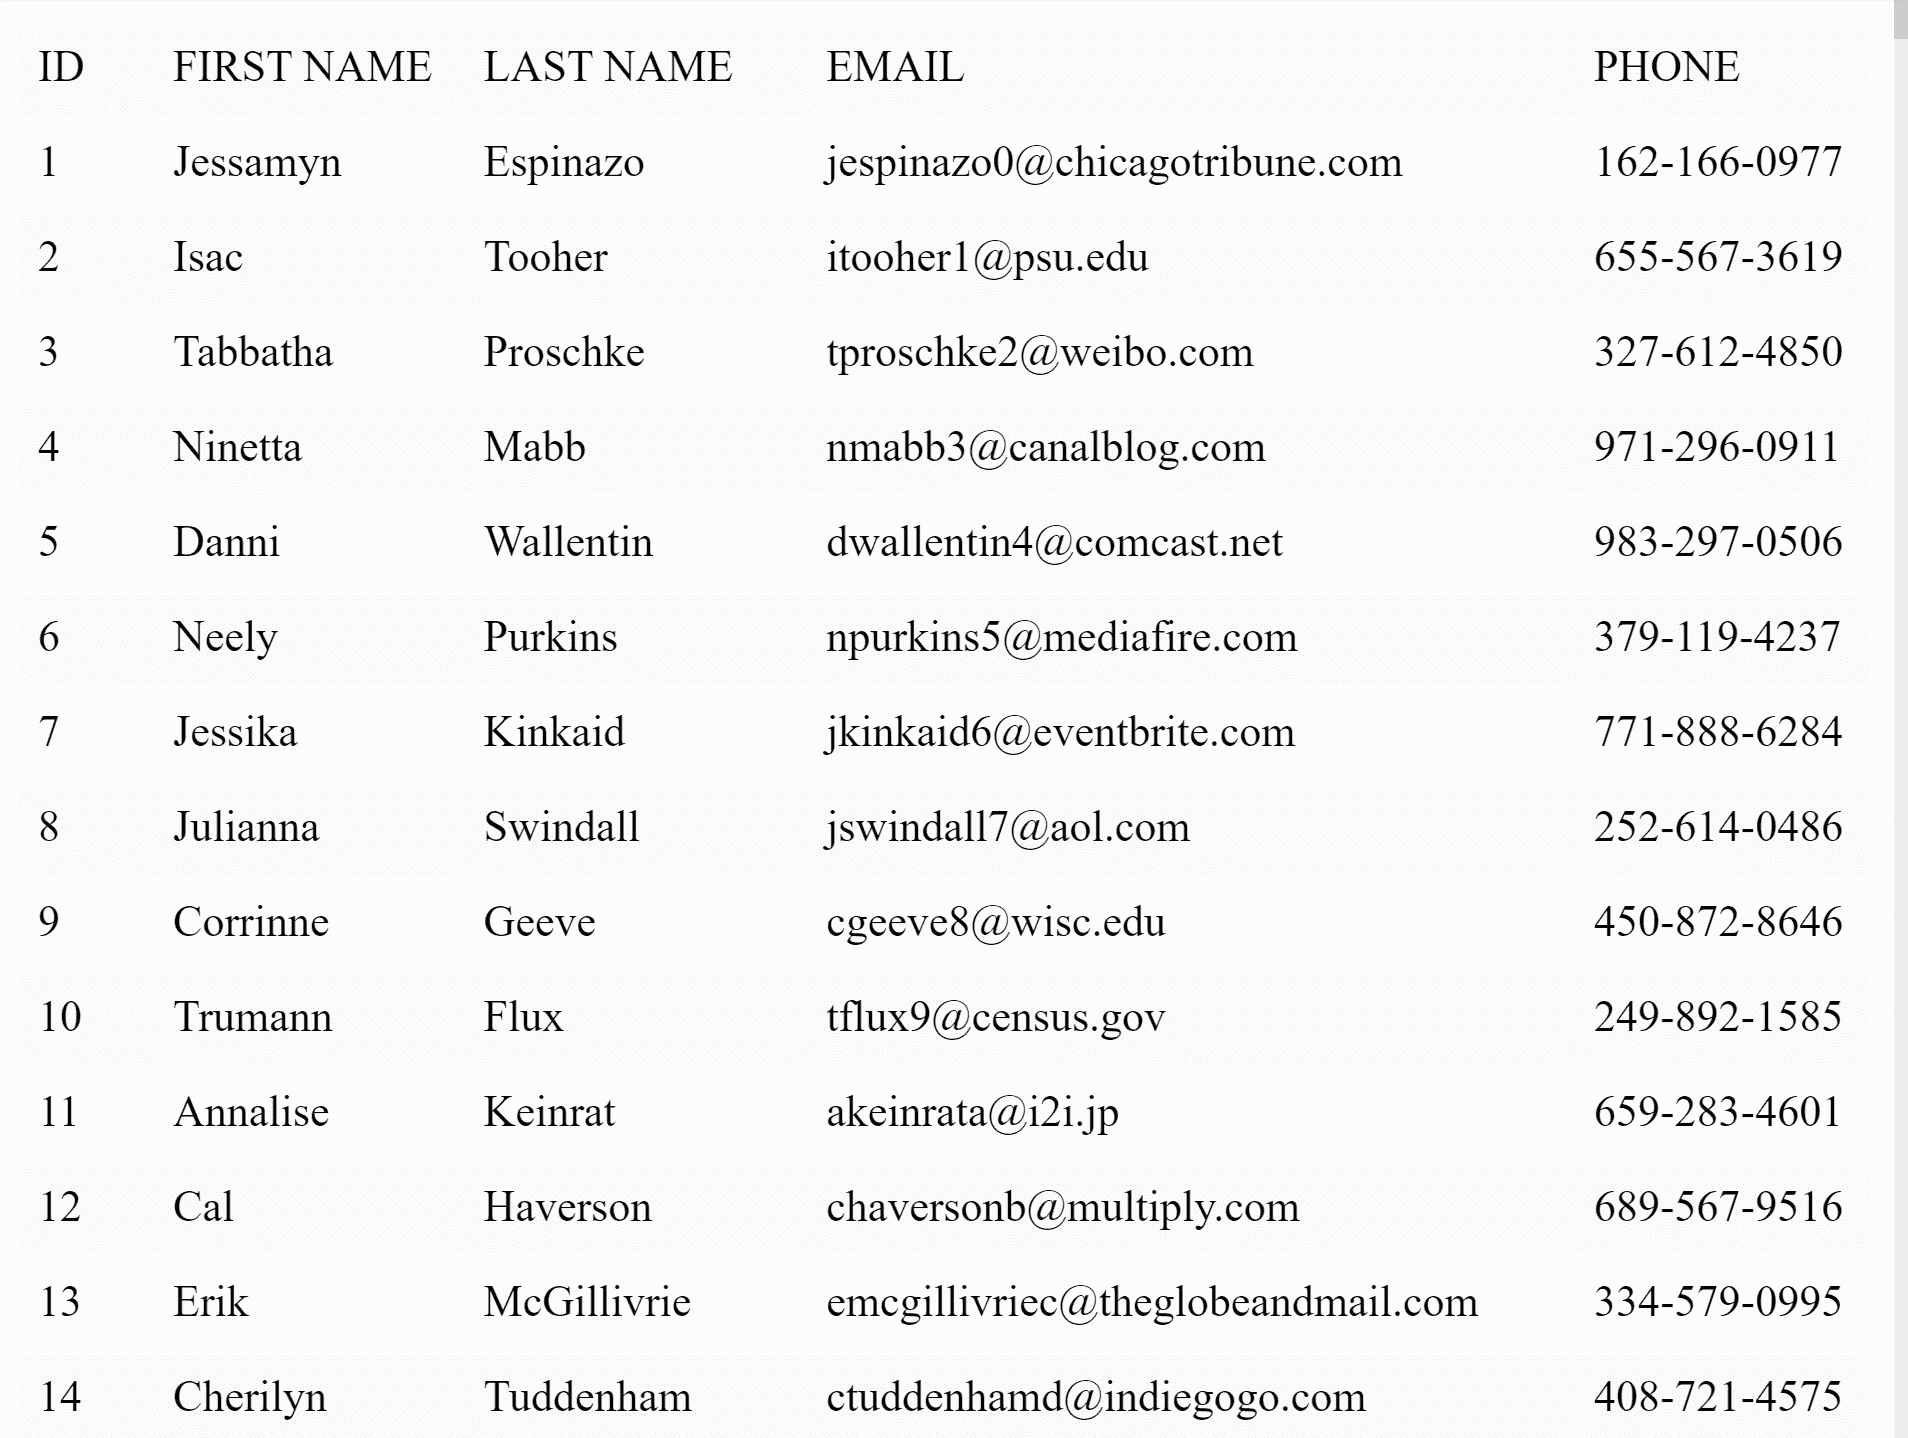 ID FIRST NAME LAST NAME EMAIL PHONE
1 Jessamyn Espinazo jespinazo0@chicagotribune.com 162-166-0977
2 Isac Tooher itooher1@psu.edu 655-567-3619
3 Tabbatha Proschke tproschke2@weibo.com 327-612-4850
4 Ninetta Mabb nmabb3@canalblog.com 971-296-0911
5 Danni Wallentin dwallentin4@comcast.net 983-297-0506
6 Neely Purkins npurkins5@mediafire.com 379-119-4237
7 Jessika Kinkaid jkinkaid6@eventbrite.com 771-888-6284
8 Julianna Swindall jswindall7@aol.com 252-614-0486
9 Corrinne Geeve cgeeve8@wisc.edu 450-872-8646
10 Trumann Flux tflux9@census.gov 249-892-1585
11 Annalise Keinrat akeinrata@i2i.jp 659-283-4601
12 Cal Haverson chaversonb@multiply.com 689-567-9516
13 Erik McGillivrie emcgillivriec@theglobeandmail.com 334-579-0995
14 Cherilyn Tuddenham ctuddenhamd@indiegogo.com 408-721-4575